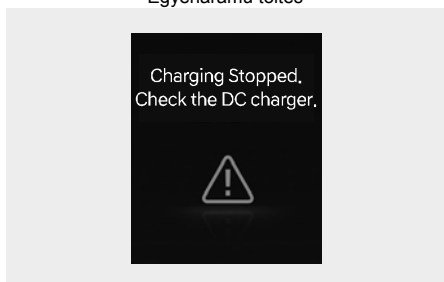 Egyenáramú töltés
Charging Stopped.
Check the DC charger.